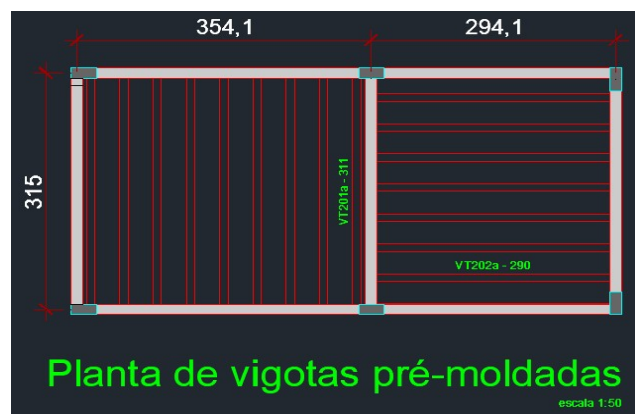 354,1
294,1
315
VT201a - 311
VT202a - 290
Planta de vigotas pré-moldadas
escala 1:50